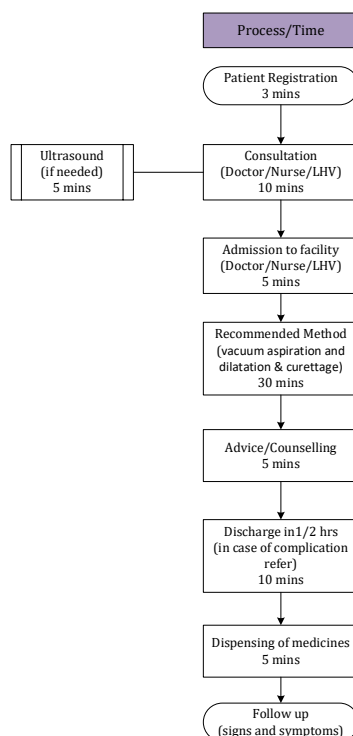 Process/Time
Patient Registration
3 mins
Ultrasound
(if needed)
5 mins
Consultation
(Doctor/Nurse/LHV)
10 mins
Admission to facility
(Doctor/Nurse/LHV)
5 mins
Recommended Method
(vacuum aspiration and
dilatation & curettage)
30 mins
Advice/Counselling
5 mins
Discharge in1/2 hrs
(in case of complication
refer)
10 mins
Dispensing of medicines
5 mins
Follow up
(signs and symptoms)